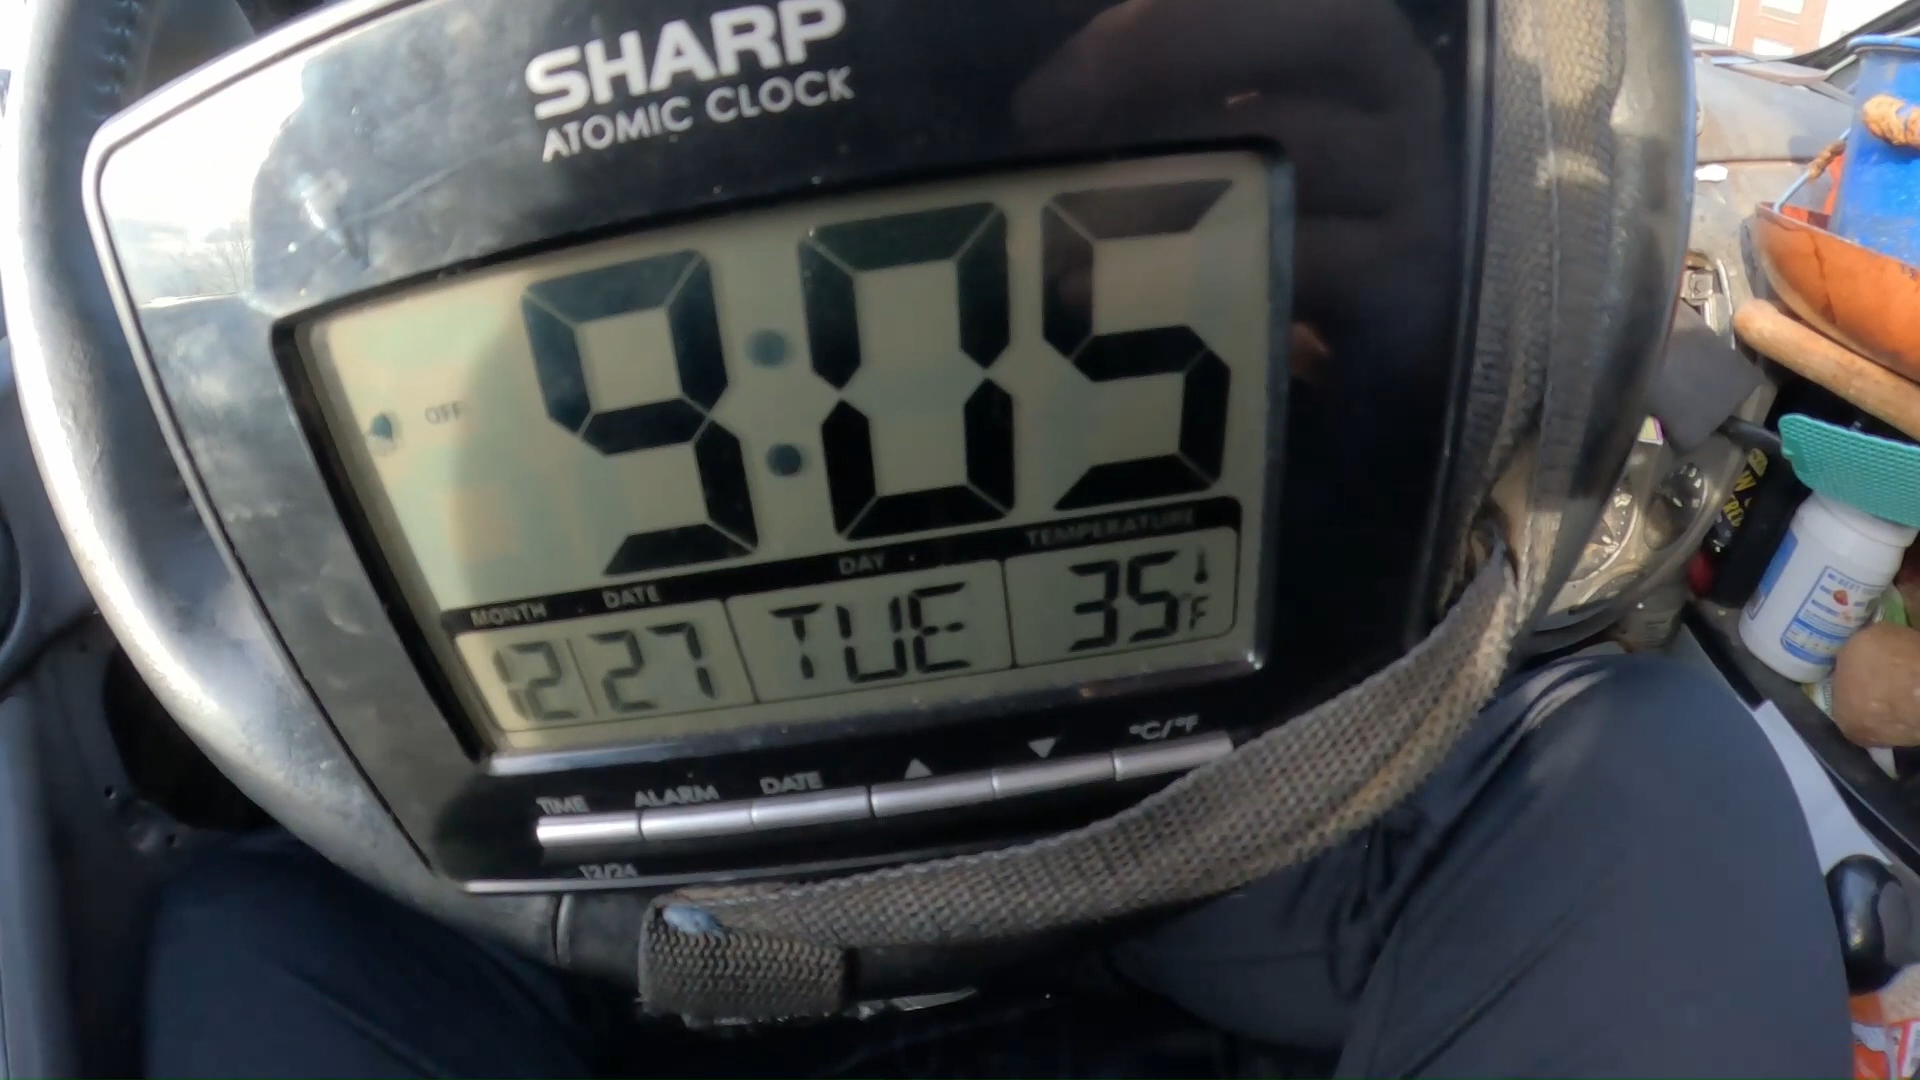 SHARP
ATOMIC CLOCK
OFF
9:05
MONTH DATE DAY TEMPERATURE
12 27 TUE 35°F
TIME ALARM DATE ▲ ▼ °C/°F
12/24